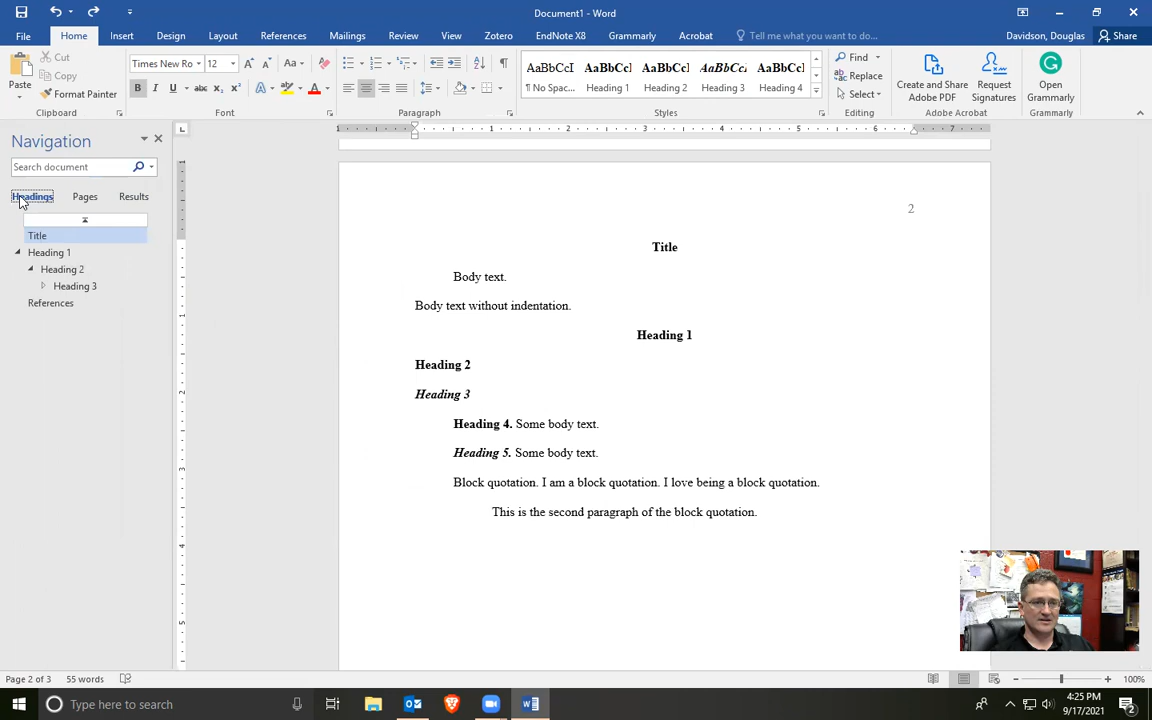 Document1 - Word
Davidson, Douglas
Share
File
Home
Insert
Design
Layout
References
Mailings
Review
View
Zotero
EndNote X8
Grammarly
Acrobat
Tell me what you want to do...
Paste
Cut
Copy
Format Painter
Clipboard
Times New Ro
12
Font
Paragraph
AaBbCcI
¶ No Spac...
AaBbCcI
Heading 1
AaBbCcI
Heading 2
AaBbCc
Heading 3
AaBbCcI
Heading 4
Styles
Find
Replace
Select
Editing
Create and Share
Adobe PDF
Request
Signatures
Adobe Acrobat
Open
Grammarly
Grammarly
Navigation
Search document
Headings
Pages
Results
Title
Heading 1
Heading 2
Heading 3
References
2
Title
Body text.
Body text without indentation.
Heading 1
Heading 2
Heading 3
Heading 4. Some body text.
Heading 5. Some body text.
Block quotation. I am a block quotation. I love being a block quotation.
This is the second paragraph of the block quotation.
Page 2 of 3
55 words
100%
Type here to search
4:25 PM
9/17/2021
2